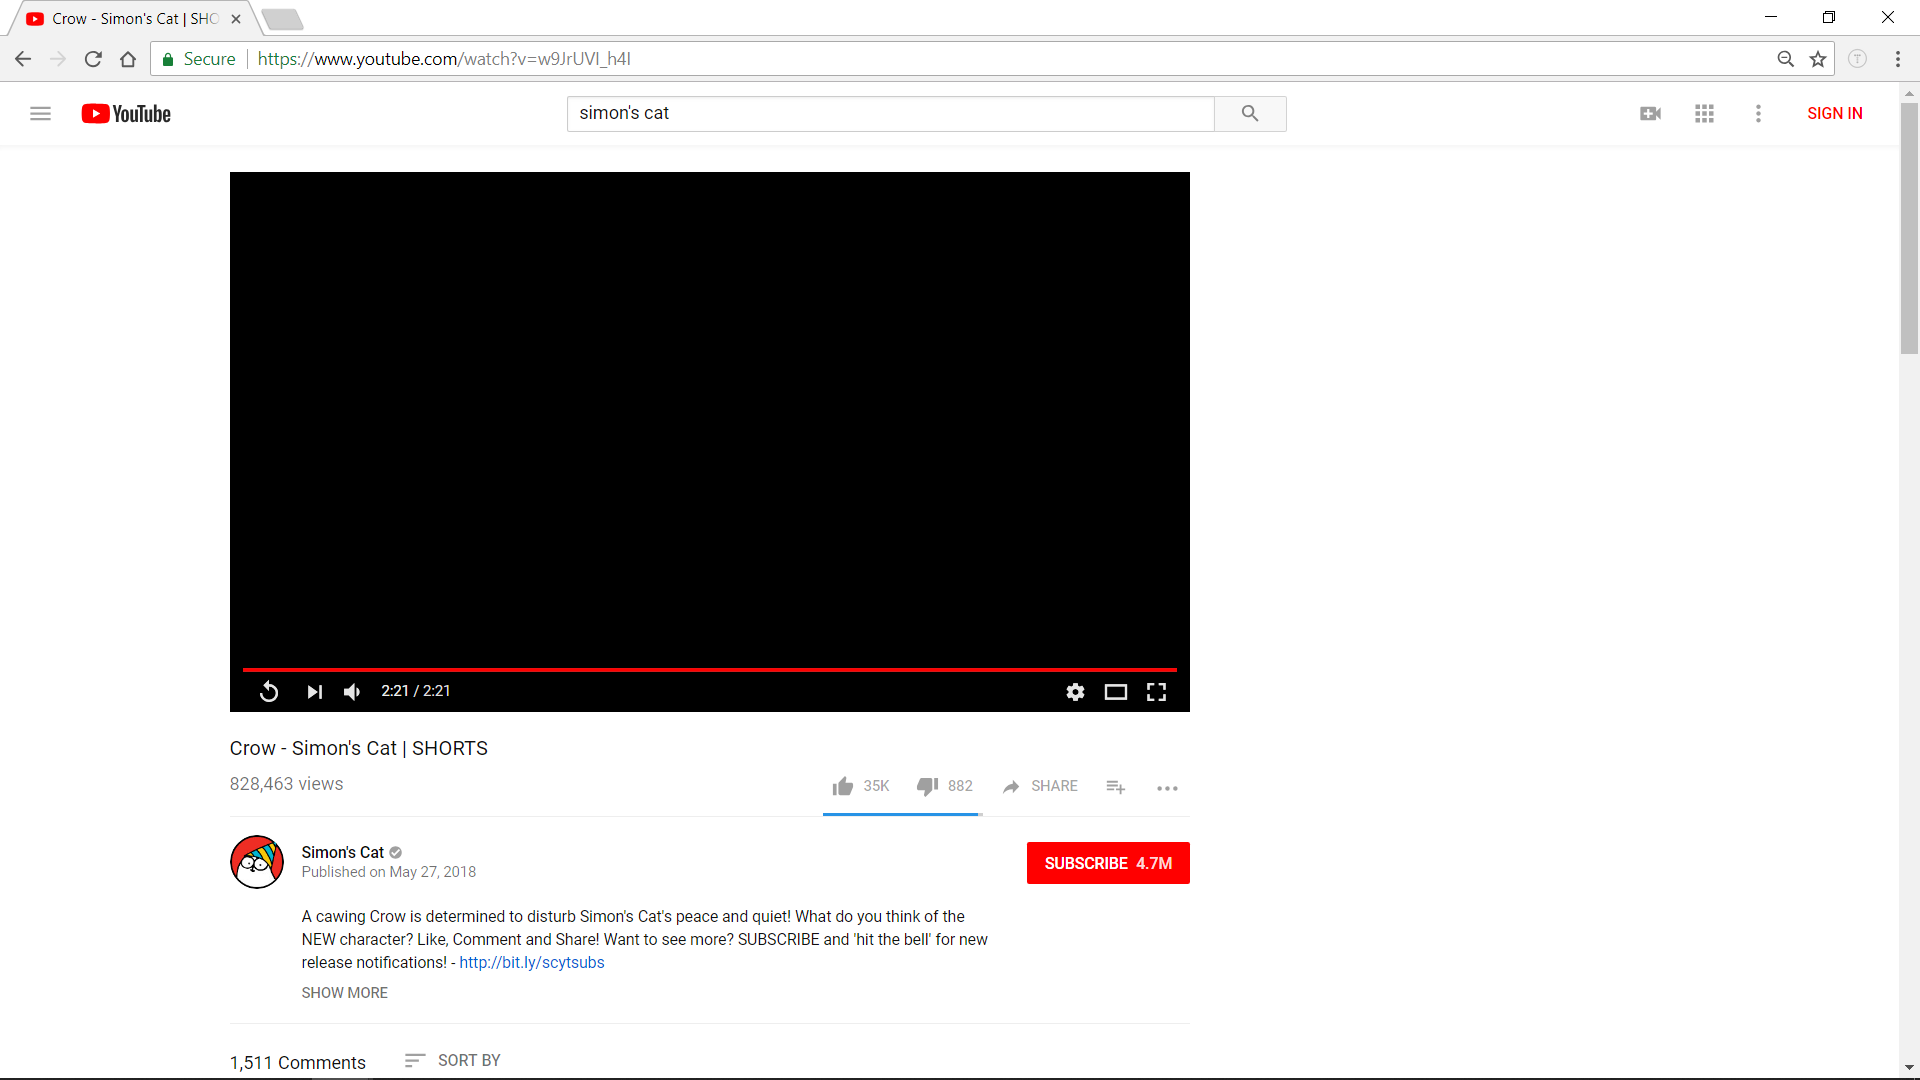 Crow - Simon's Cat | SHO
Secure
https://www.youtube.com/watch?v=w9JrUVI_h4I
YouTube
simon's cat
SIGN IN
2:21 / 2:21
Crow - Simon's Cat | SHORTS
828,463 views
35K
882
SHARE
Simon's Cat
Published on May 27, 2018
SUBSCRIBE 4.7M
A cawing Crow is determined to disturb Simon's Cat's peace and quiet! What do you think of the
NEW character? Like, Comment and Share! Want to see more? SUBSCRIBE and 'hit the bell' for new
release notifications! - http://bit.ly/scytsubs
SHOW MORE
1,511 Comments
SORT BY